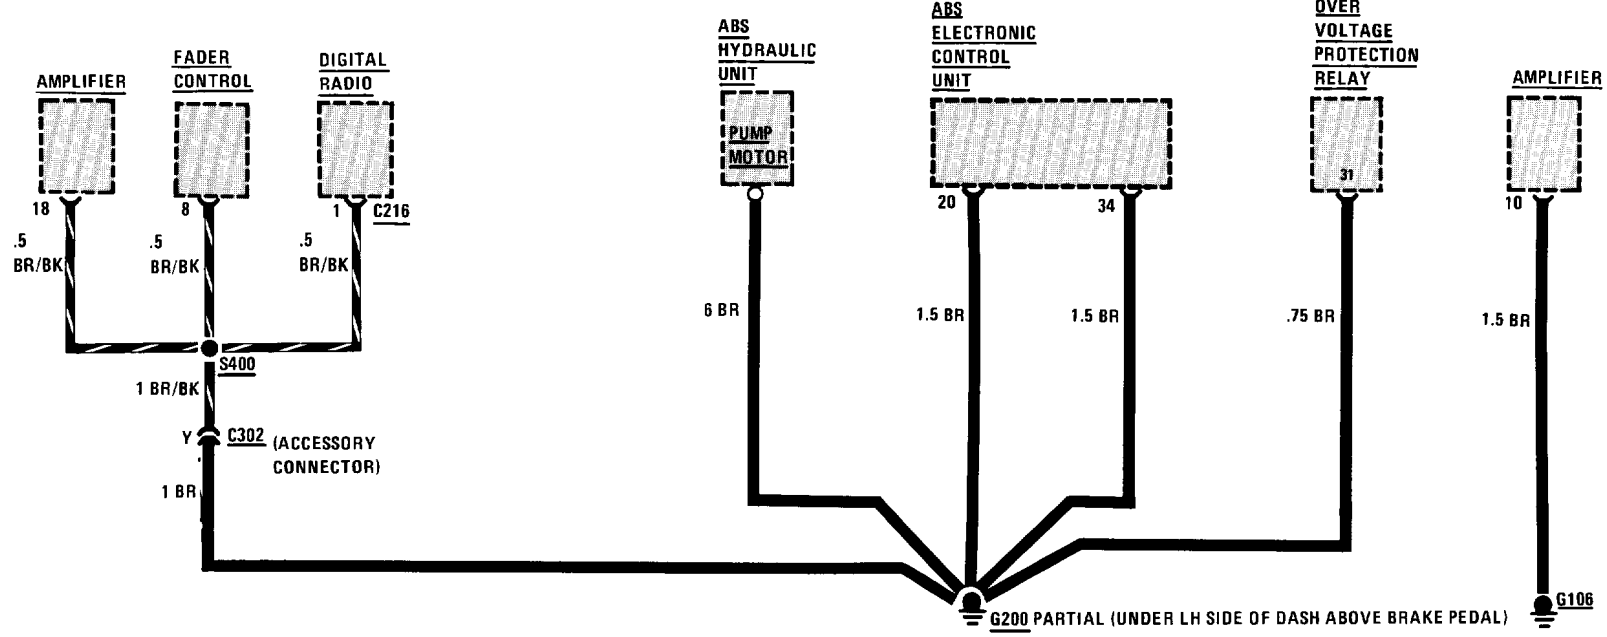 AMPLIFIER
FADER
CONTROL
DIGITAL
RADIO
ABS
HYDRAULIC
UNIT
PUMP
MOTOR
ABS
ELECTRONIC
CONTROL
UNIT
OVER
VOLTAGE
PROTECTION
RELAY
31
AMPLIFIER
18
8
1
C216
20
34
10
.5
BR/BK
.5
BR/BK
.5
BR/BK
6 BR
1.5 BR
1.5 BR
.75 BR
1.5 BR
S400
1 BR/BK
Y
C302 (ACCESSORY
CONNECTOR)
1 BR
G200 PARTIAL (UNDER LH SIDE OF DASH ABOVE BRAKE PEDAL)
G106